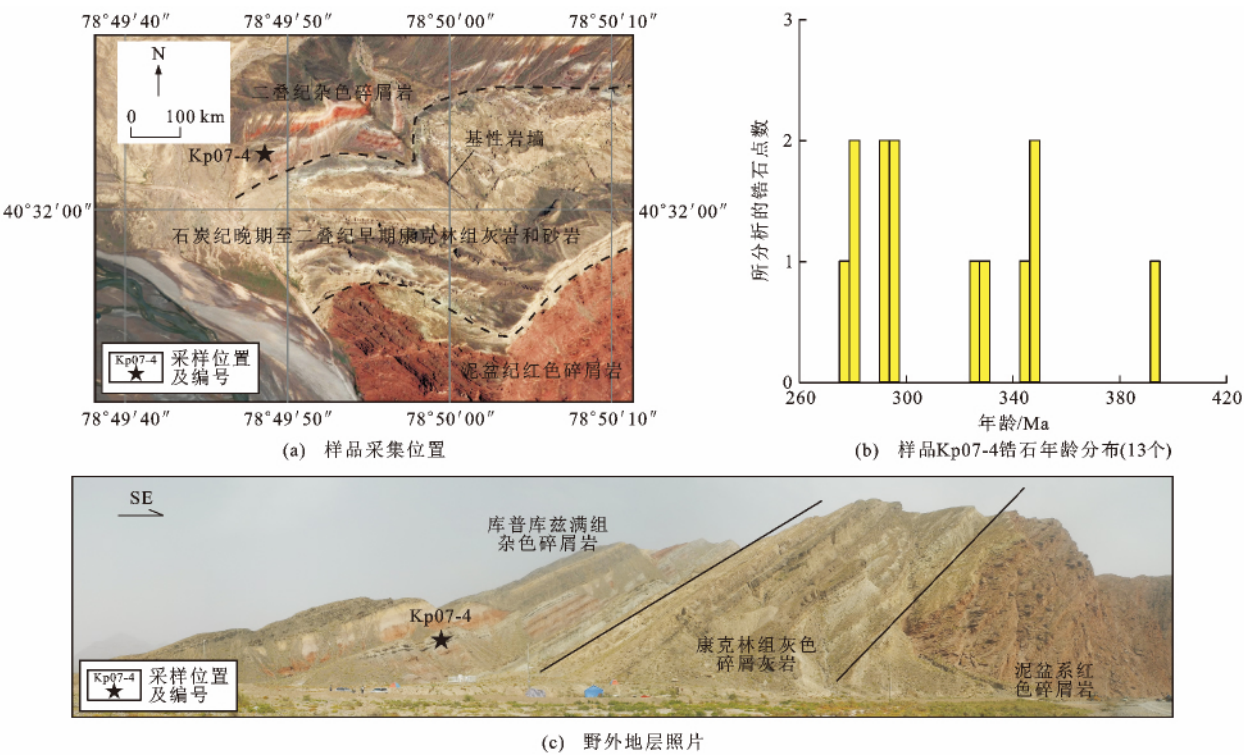 78°49′40″ 78°49′50″ 78°50′00″ 78°50′10″
N
0 100 km
二叠纪杂色碎屑岩
Kp07-4
基性岩墙
40°32′00″ 40°32′00″
石炭纪晚期至二叠纪早期康克林组灰岩和砂岩
泥盆纪红色碎屑岩
Kp07-4 采样位置
及编号
78°49′40″ 78°49′50″ 78°50′00″ 78°50′10″
(a) 样品采集位置
3
2
1
0
所分析的锆石点数
260 300 340 380 420
年龄/Ma
(b) 样品Kp07-4锆石年龄分布(13个)
SE
库普库兹满组
杂色碎屑岩
Kp07-4
康克林组灰色
碎屑灰岩
泥盆系红
色碎屑岩
Kp07-4 采样位置
及编号
(c) 野外地层照片